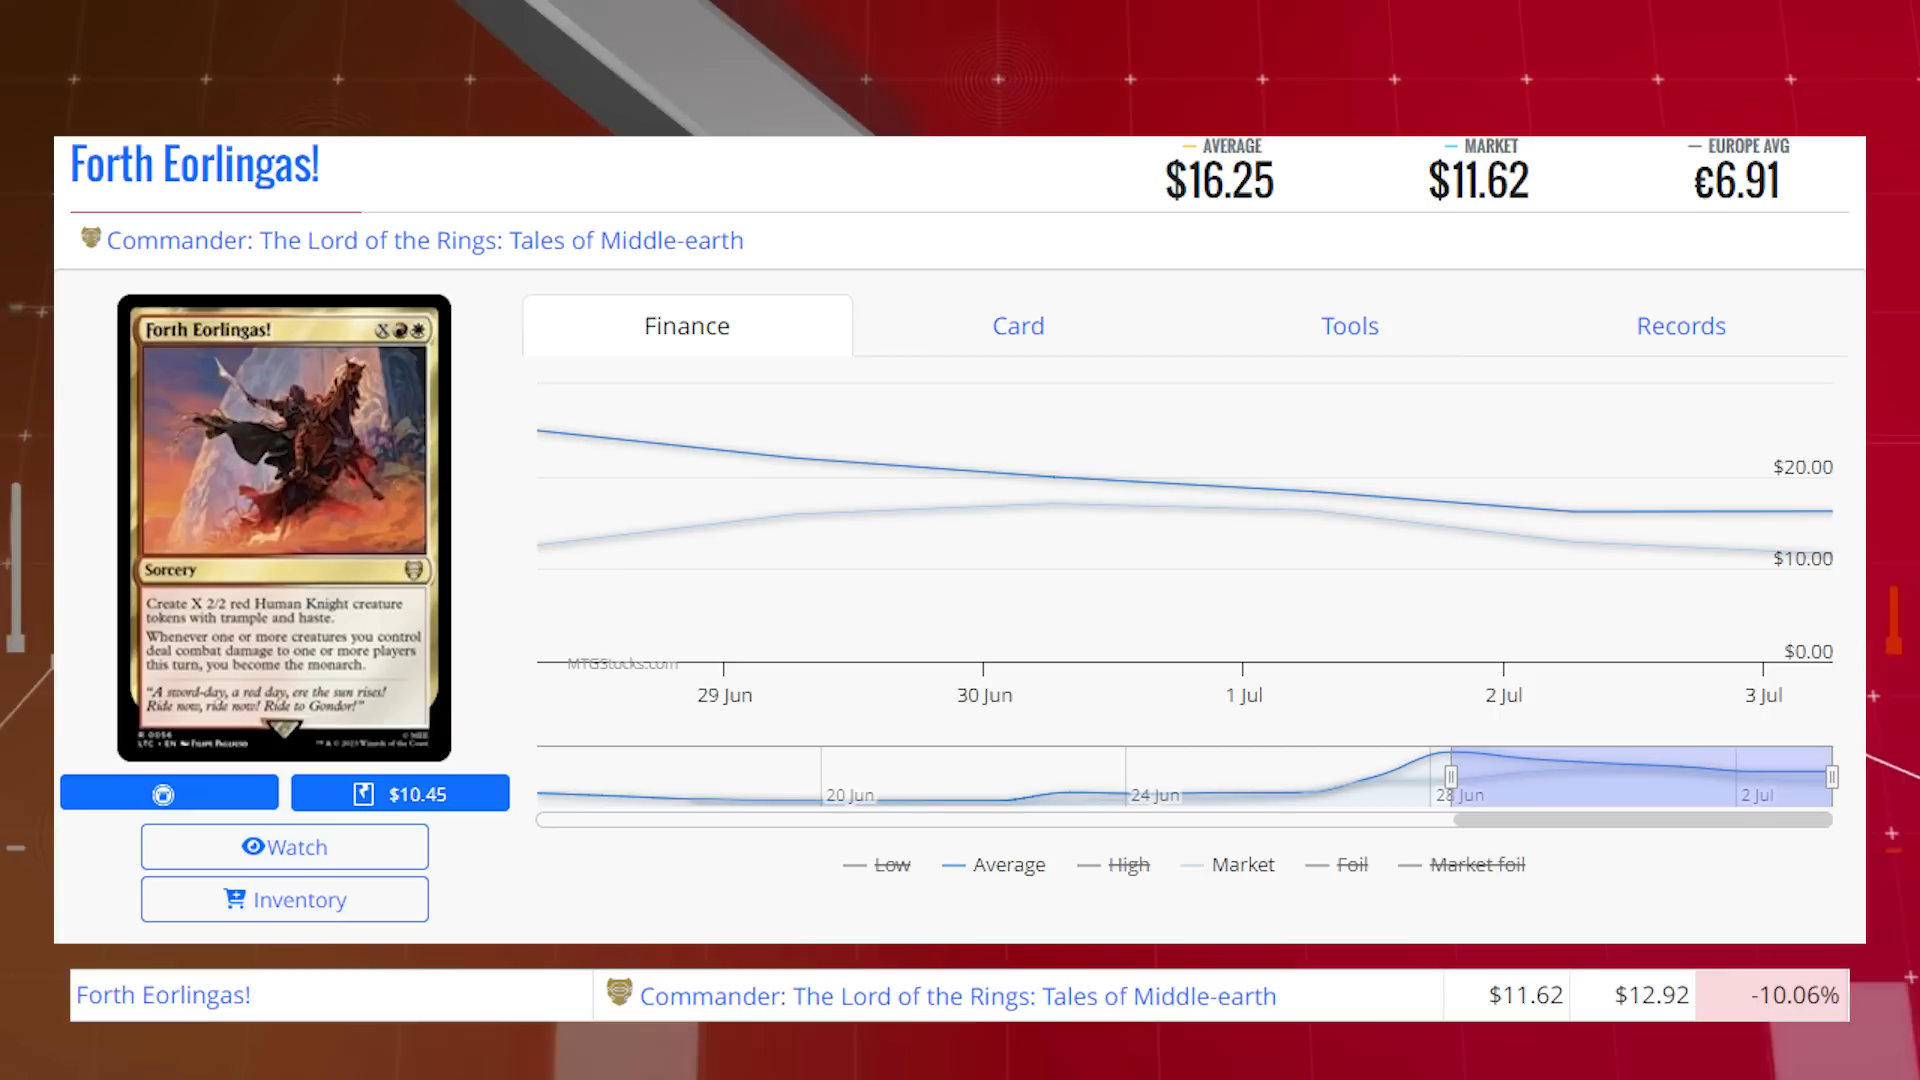 Forth Eorlingas!
AVERAGE
$16.25
MARKET
$11.62
EUROPE AVG
€6.91
Commander: The Lord of the Rings: Tales of Middle-earth
Forth Eorlingas!
X
Sorcery
Create X 2/2 red Human Knight creature
tokens with trample and haste.
Whenever one or more creatures you control
deal combat damage to one or more players
this turn, you become the monarch.
"A sword-day, a red day, ere the sun rises!
Ride now, ride now! Ride to Gondor!"
R 0056
LTC • EN
$10.45
Watch
Inventory
Finance
Card
Tools
Records
$20.00
$10.00
$0.00
MTGStocks.com
29 Jun
30 Jun
1 Jul
2 Jul
3 Jul
20 Jun
24 Jun
28 Jun
2 Jul
Low
Average
High
Market
Foil
Market foil
Forth Eorlingas!
Commander: The Lord of the Rings: Tales of Middle-earth
$11.62
$12.92
-10.06%